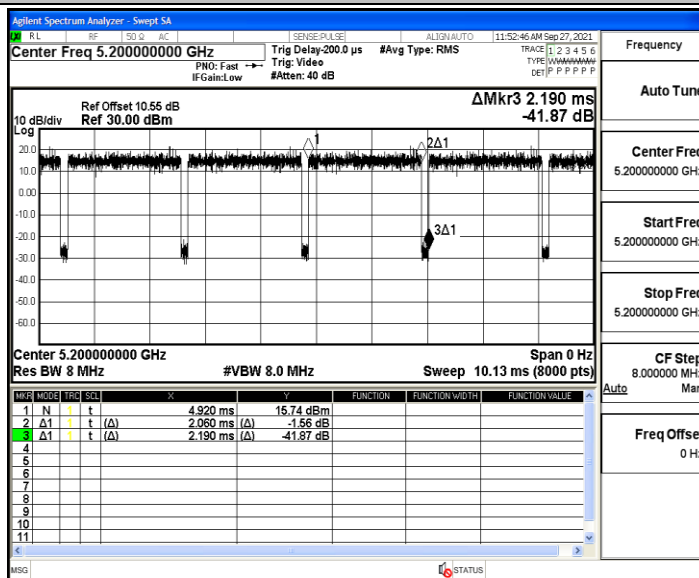 Agilent Spectrum Analyzer - Swept SA
RL RF 50 Ω AC SENSE:PULSE ALIGNAUTO 11:52:46 AM Sep 27, 2021
Center Freq 5.200000000 GHz Trig Delay-200.0 µs #Avg Type: RMS TRACE 1 2 3 4 5 6
PNO: Fast Trig: Video TYPE WWWWWW
IFGain:Low #Atten: 40 dB DET P P P P P P
ΔMkr3 2.190 ms
Ref Offset 10.55 dB
10 dB/div Ref 30.00 dBm -41.87 dB
Log
20.0
10.0
0.00
-10.0
-20.0
-30.0
-40.0
-50.0
-60.0
1
2Δ1
3Δ1
Center 5.200000000 GHz Span 0 Hz
Res BW 8 MHz #VBW 8.0 MHz Sweep 10.13 ms (8000 pts)
MKR MODE TRC SCL X Y FUNCTION FUNCTION WIDTH FUNCTION VALUE
1 N 1 t 4.920 ms 15.74 dBm
2 Δ1 1 t (Δ) 2.060 ms (Δ) -1.56 dB
3 Δ1 1 t (Δ) 2.190 ms (Δ) -41.87 dB
4
5
6
7
8
9
10
11
MSG STATUS
Frequency
Auto Tune
Center Freq
5.200000000 GHz
Start Freq
5.200000000 GHz
Stop Freq
5.200000000 GHz
CF Step
8.000000 MHz
Auto Man
Freq Offset
0 Hz